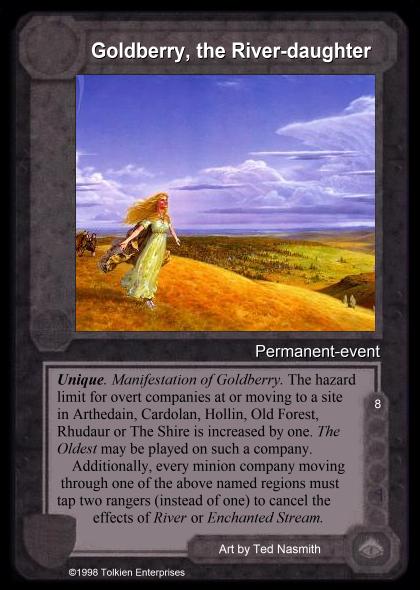 Goldberry, the River-daughter
Permanent-event
Unique. Manifestation of Goldberry. The hazard
limit for overt companies at or moving to a site
in Arthedain, Cardolan, Hollin, Old Forest,
Rhudaur or The Shire is increased by one. The
Oldest may be played on such a company.
Additionally, every minion company moving
through one of the above named regions must
tap two rangers (instead of one) to cancel the
effects of River or Enchanted Stream.
8
Art by Ted Nasmith
©1998 Tolkien Enterprises